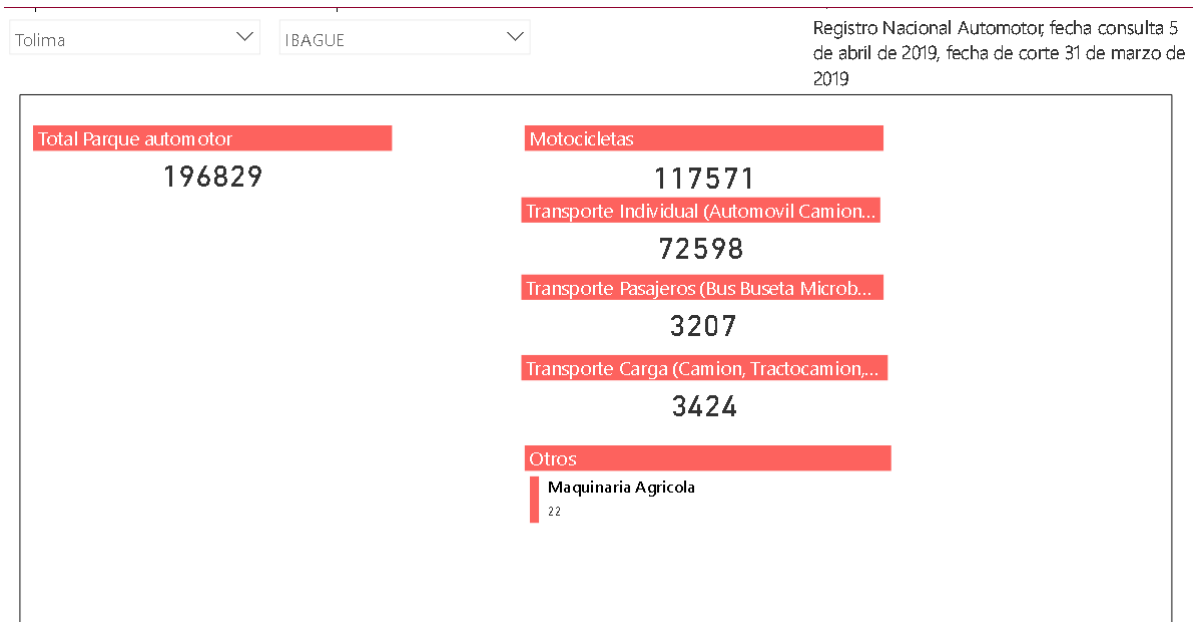 Tolima
IBAGUE
Registro Nacional Automotor, fecha consulta 5
de abril de 2019, fecha de corte 31 de marzo de
2019
Total Parque automotor
196829
Motocicletas
117571
Transporte Individual (Automovil Camion...
72598
Transporte Pasajeros (Bus Buseta Microb...
3207
Transporte Carga (Camion, Tractocamion,...
3424
Otros
Maquinaria Agricola
22